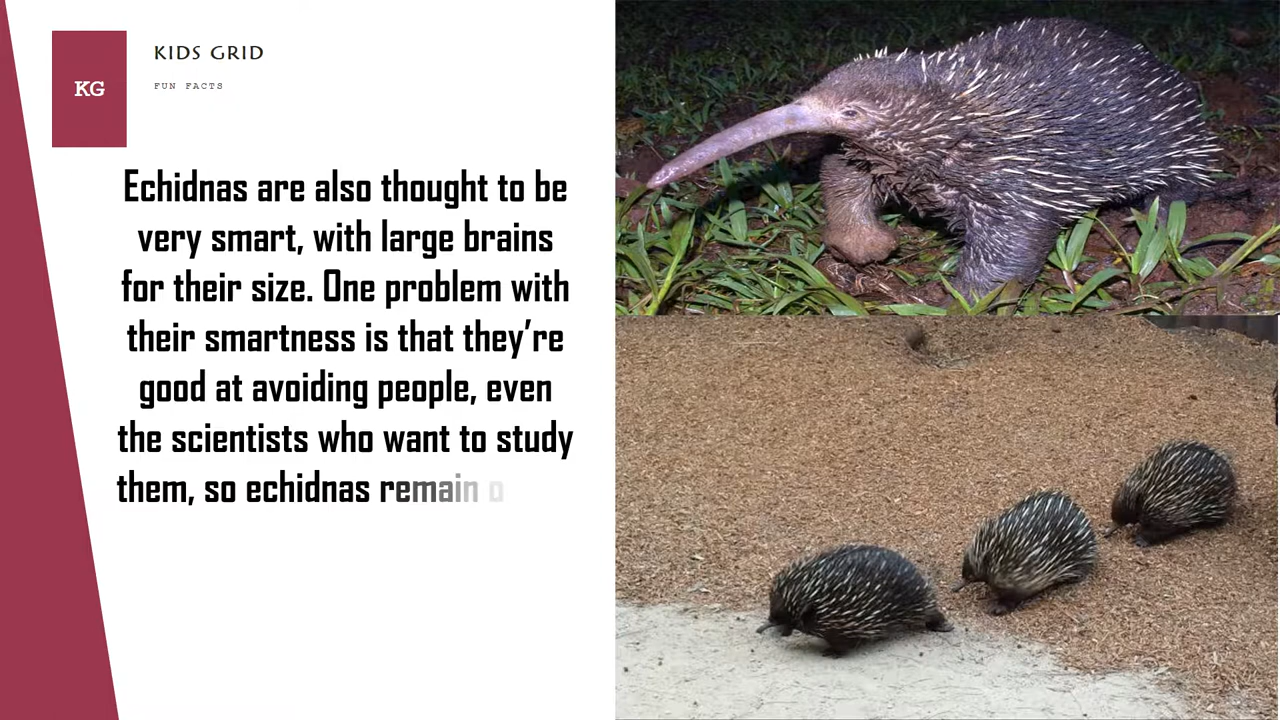 KG
KIDS GRID
FUN FACTS
Echidnas are also thought to be
very smart, with large brains
for their size. One problem with
their smartness is that they're
good at avoiding people, even
the scientists who want to study
them, so echidnas remain o